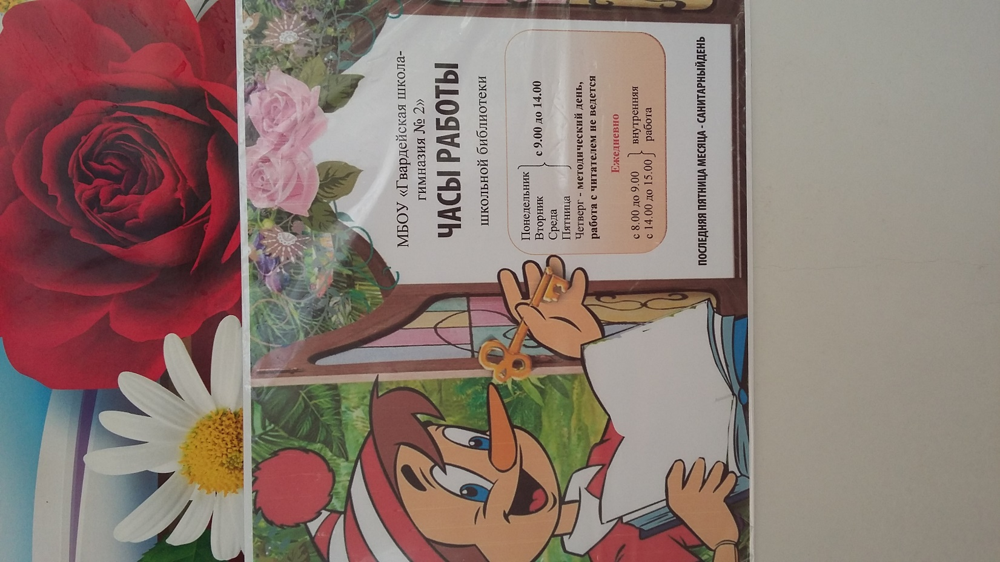 МБОУ «Гвардейская школа-
гимназия № 2»
ЧАСЫ РАБОТЫ
школьной библиотеки
Понедельник
Вторник
Среда
Пятница
с 9.00 до 14.00
Четверг - методический день,
работа с читателем не ведется
Ежедневно
с 8.00 до 9.00
с 14.00 до 15.00
внутренняя
работа
ПОСЛЕДНЯЯ ПЯТНИЦА МЕСЯЦА - САНИТАРНЫЙДЕНЬ